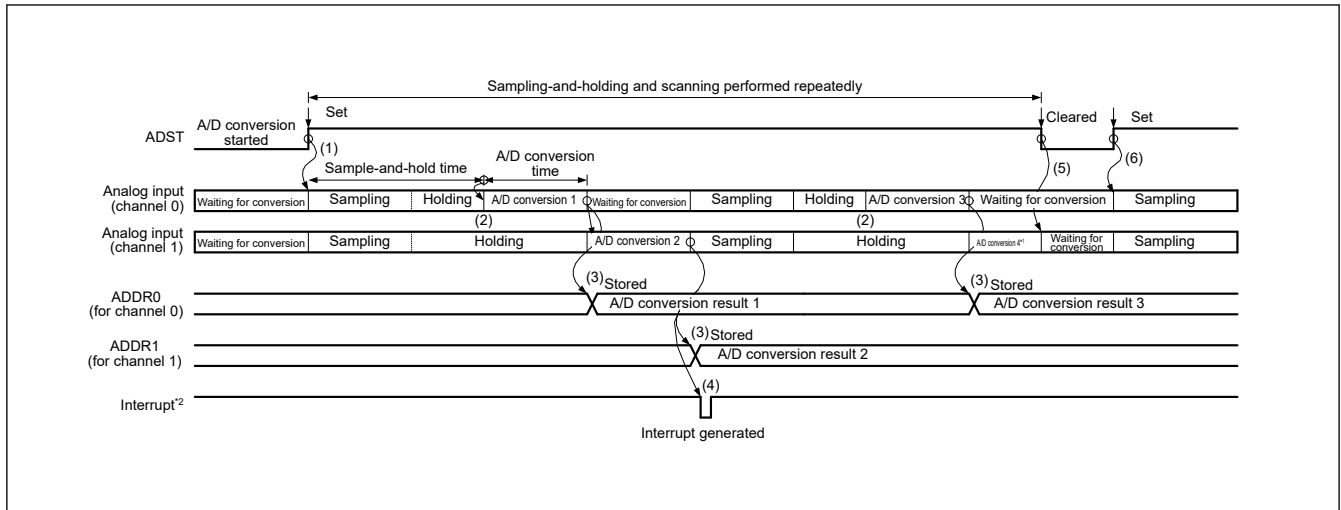 Sampling-and-holding and scanning performed repeatedly
Set
Cleared
Set
ADST
A/D conversion
started
(1)
(5)
(6)
Sample-and-hold time
A/D conversion
time
Analog input
(channel 0)
Waiting for conversion
Sampling
Holding
A/D conversion 1
Waiting for conversion
Sampling
Holding
A/D conversion 3
Waiting for conversion
Sampling
(2)
(2)
Analog input
(channel 1)
Waiting for conversion
Sampling
Holding
A/D conversion 2
Sampling
Holding
A/D conversion 4*1
Waiting for
conversion
Sampling
(3) Stored
(3) Stored
ADDR0
(for channel 0)
A/D conversion result 1
A/D conversion result 3
(3) Stored
ADDR1
(for channel 1)
A/D conversion result 2
(4)
Interrupt*2
Interrupt generated